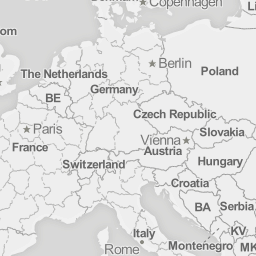 Copenhagen
Berlin
The Netherlands
Poland
BE
Germany
Czech Republic
Paris
Vienna
Slovakia
France
Austria
Switzerland
Hungary
Croatia
BA
Serbia
Italy
KV
Rome
Montenegro
MK